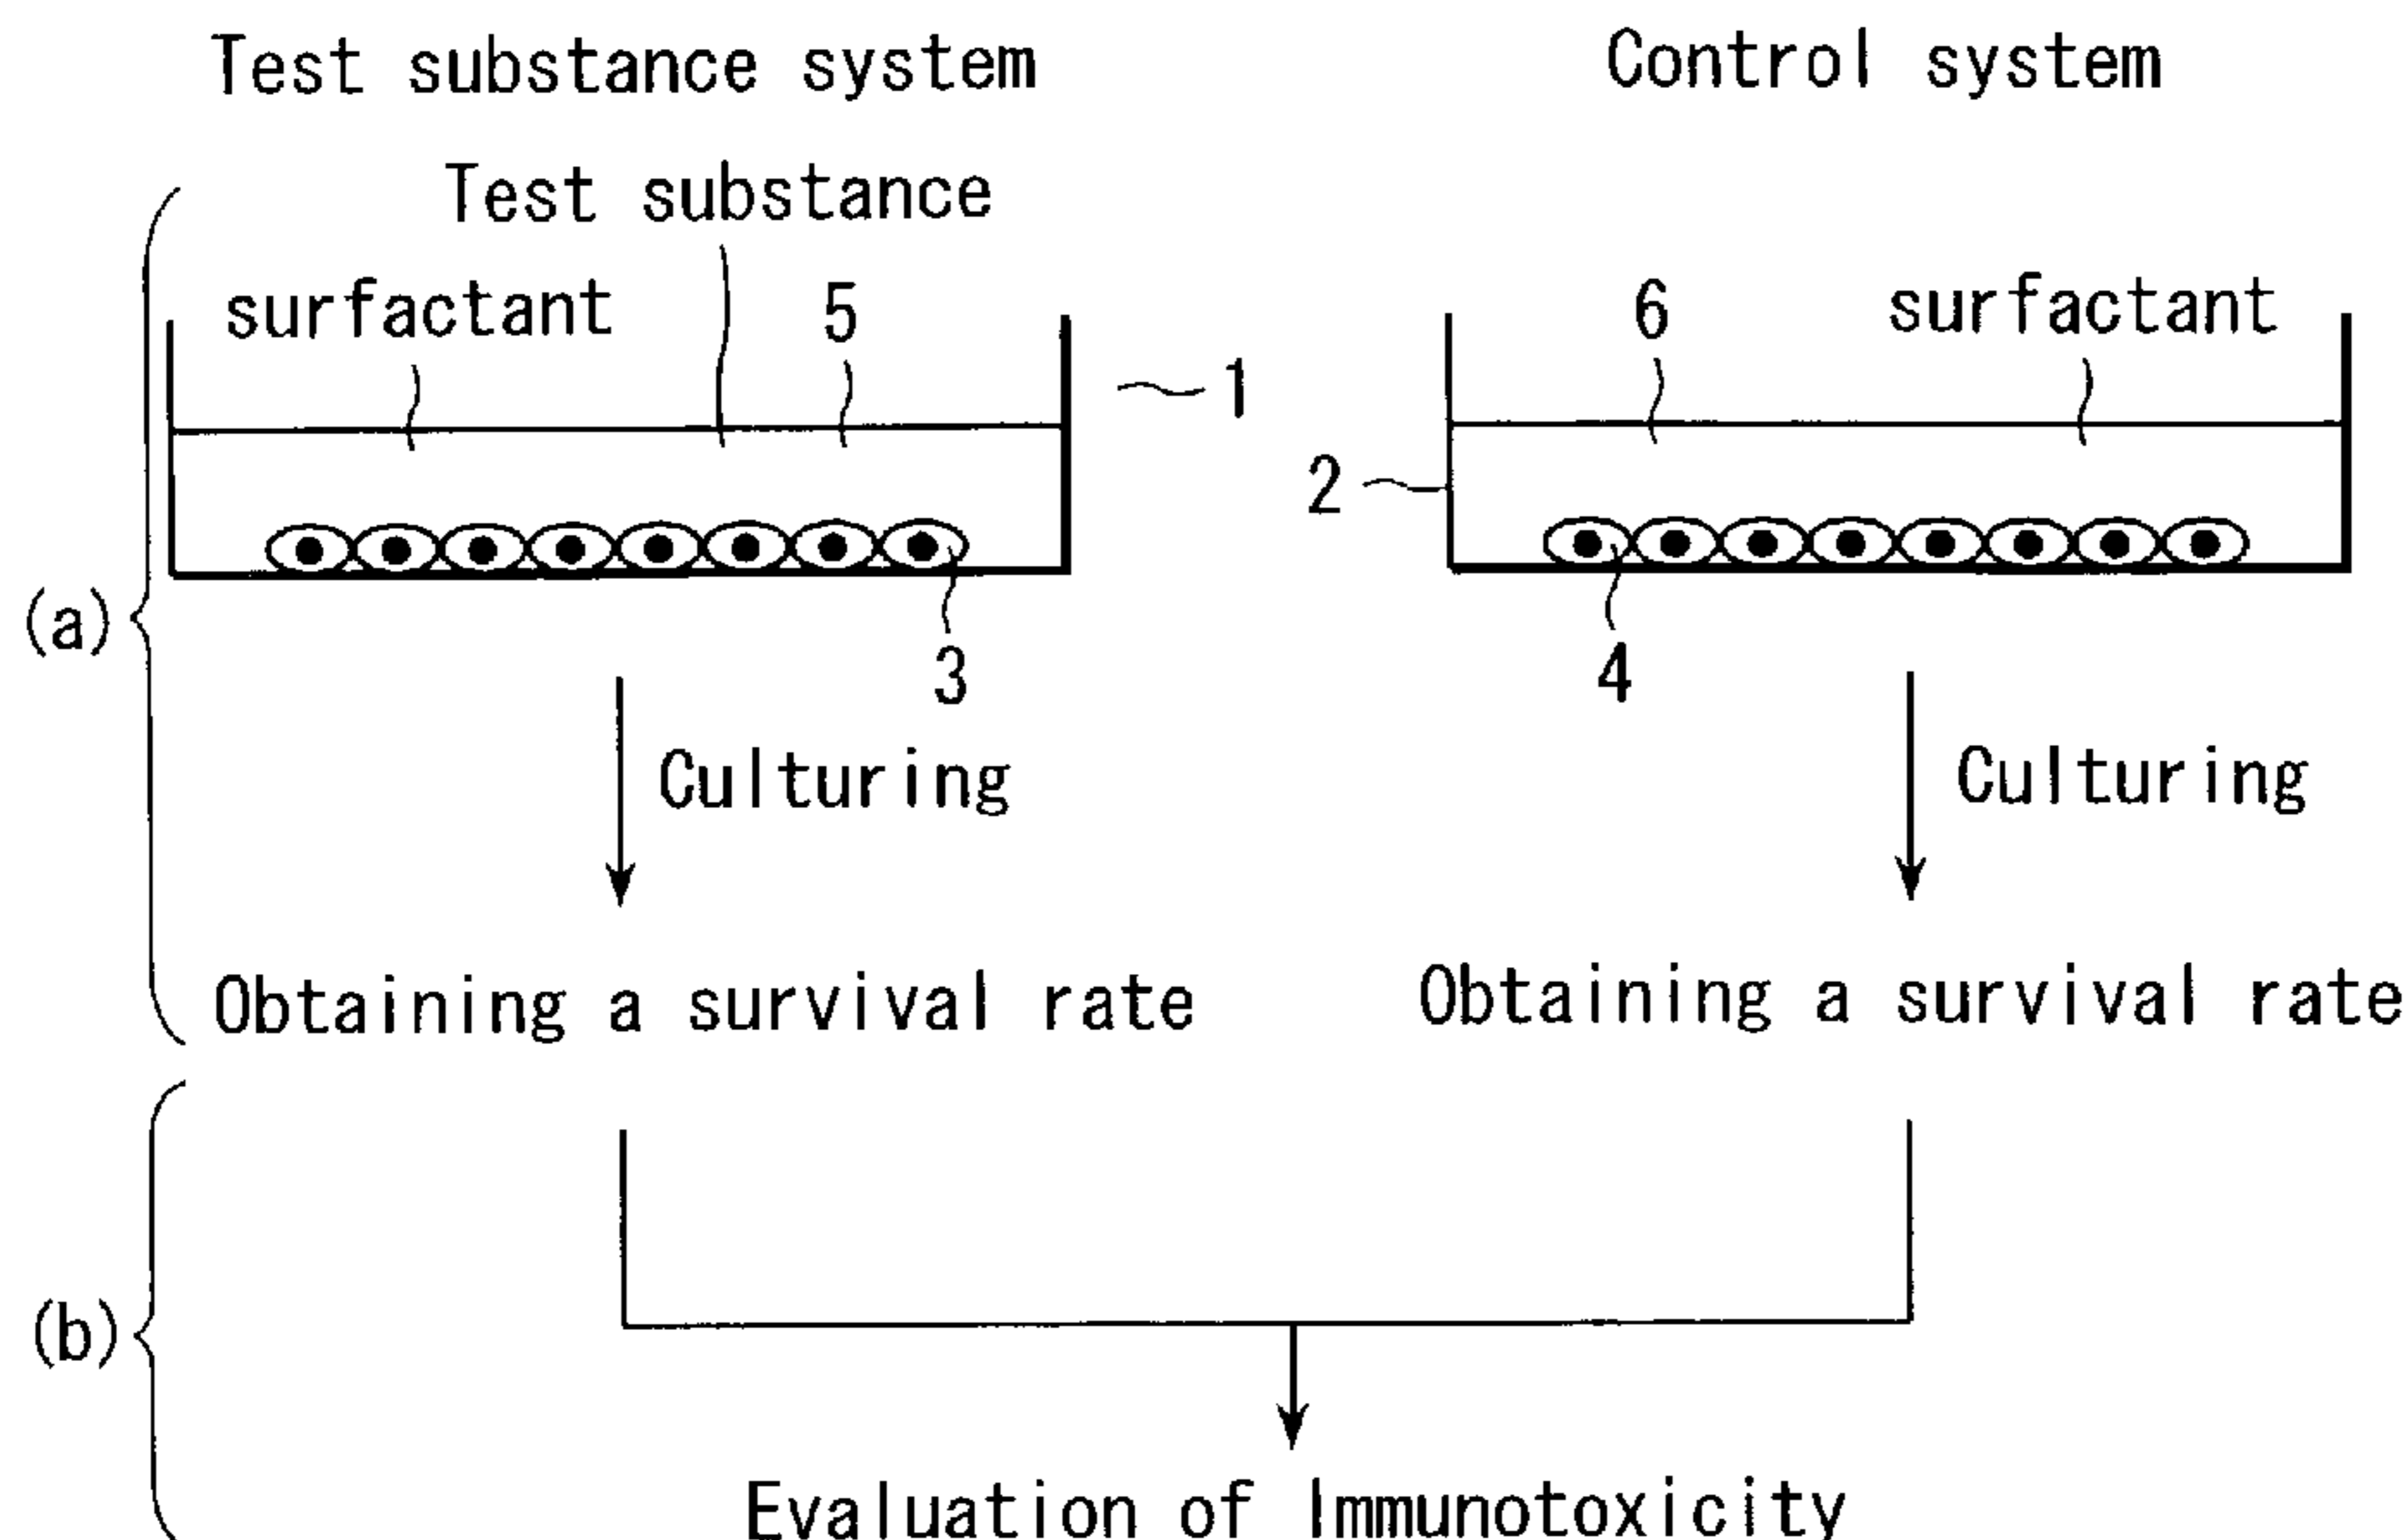 Test substance system
Control system
Test substance
surfactant
5
1
6
surfactant
2
(a)
3
4
Culturing
Culturing
Obtaining a survival rate
Obtaining a survival rate
(b)
Evaluation of Immunotoxicity